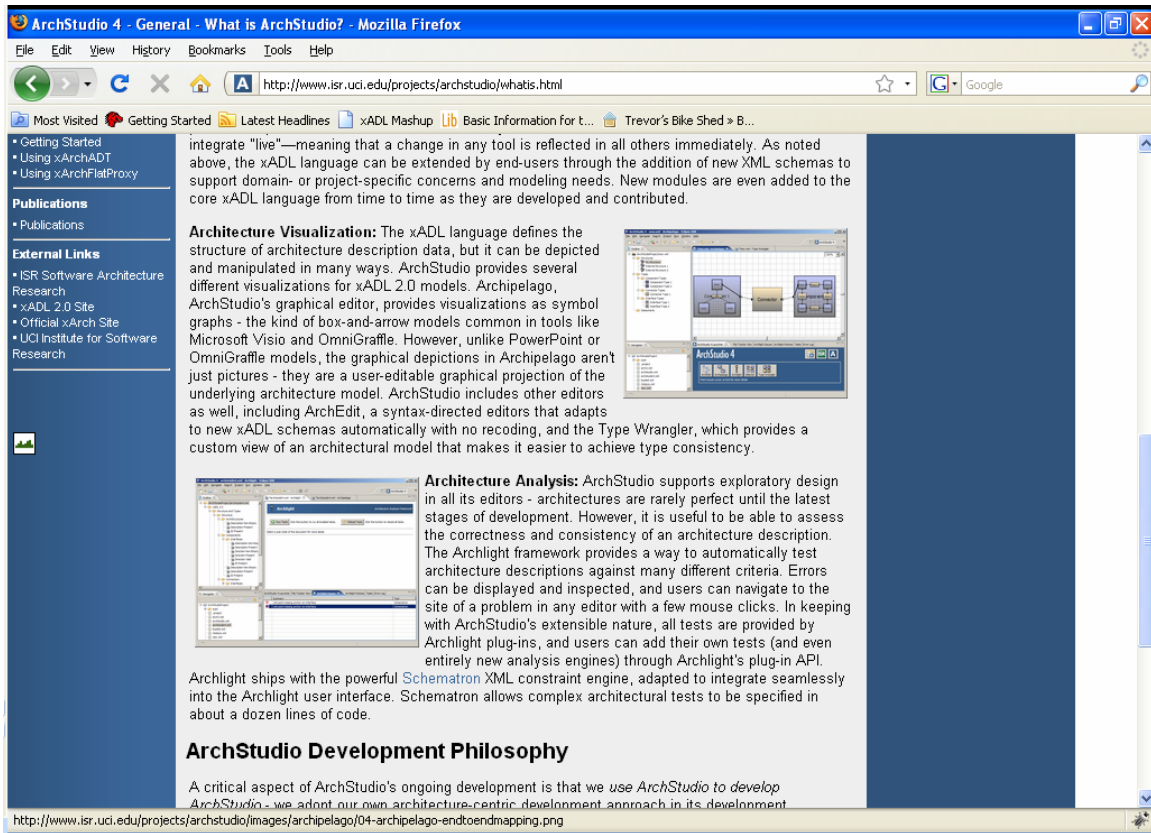 ArchStudio 4 - General - What is ArchStudio? - Mozilla Firefox
File Edit View History Bookmarks Tools Help
http://www.isr.uci.edu/projects/archstudio/whatis.html
Google
Most Visited Getting Started Latest Headlines xADL Mashup Lib Basic Information for t... Trevor's Bike Shed » B...
▪ Getting Started
▪ Using xArchADT
▪ Using xArchFlatProxy
Publications
▪ Publications
External Links
▪ ISR Software Architecture
Research
▪ xADL 2.0 Site
▪ Official xArch Site
▪ UCI Institute for Software
Research
integrate "live"—meaning that a change in any tool is reflected in all others immediately. As noted
above, the xADL language can be extended by end-users through the addition of new XML schemas to
support domain- or project-specific concerns and modeling needs. New modules are even added to the
core xADL language from time to time as they are developed and contributed.
Architecture Visualization: The xADL language defines the
structure of architecture description data, but it can be depicted
and manipulated in many ways. ArchStudio provides several
different visualizations for xADL 2.0 models. Archipelago,
ArchStudio's graphical editor, provides visualizations as symbol
graphs - the kind of box-and-arrow models common in tools like
Microsoft Visio and OmniGraffle. However, unlike PowerPoint or
OmniGraffle models, the graphical depictions in Archipelago aren't
just pictures - they are a user-editable graphical projection of the
underlying architecture model. ArchStudio includes other editors
as well, including ArchEdit, a syntax-directed editors that adapts
to new xADL schemas automatically with no recoding, and the Type Wrangler, which provides a
custom view of an architectural model that makes it easier to achieve type consistency.
Connector
ArchStudio 4
Archlight
Architecture Analysis: ArchStudio supports exploratory design
in all its editors - architectures are rarely perfect until the latest
stages of development. However, it is useful to be able to assess
the correctness and consistency of an architecture description.
The Archlight framework provides a way to automatically test
architecture descriptions against many different criteria. Errors
can be displayed and inspected, and users can navigate to the
site of a problem in any editor with a few mouse clicks. In keeping
with ArchStudio's extensible nature, all tests are provided by
Archlight plug-ins, and users can add their own tests (and even
entirely new analysis engines) through Archlight's plug-in API.
Archlight ships with the powerful Schematron XML constraint engine, adapted to integrate seamlessly
into the Archlight user interface. Schematron allows complex architectural tests to be specified in
about a dozen lines of code.
ArchStudio Development Philosophy
A critical aspect of ArchStudio's ongoing development is that we use ArchStudio to develop
ArchStudio - we adopt our own architecture-centric development approach in its development
http://www.isr.uci.edu/projects/archstudio/images/archipelago/04-archipelago-endtoendmapping.png